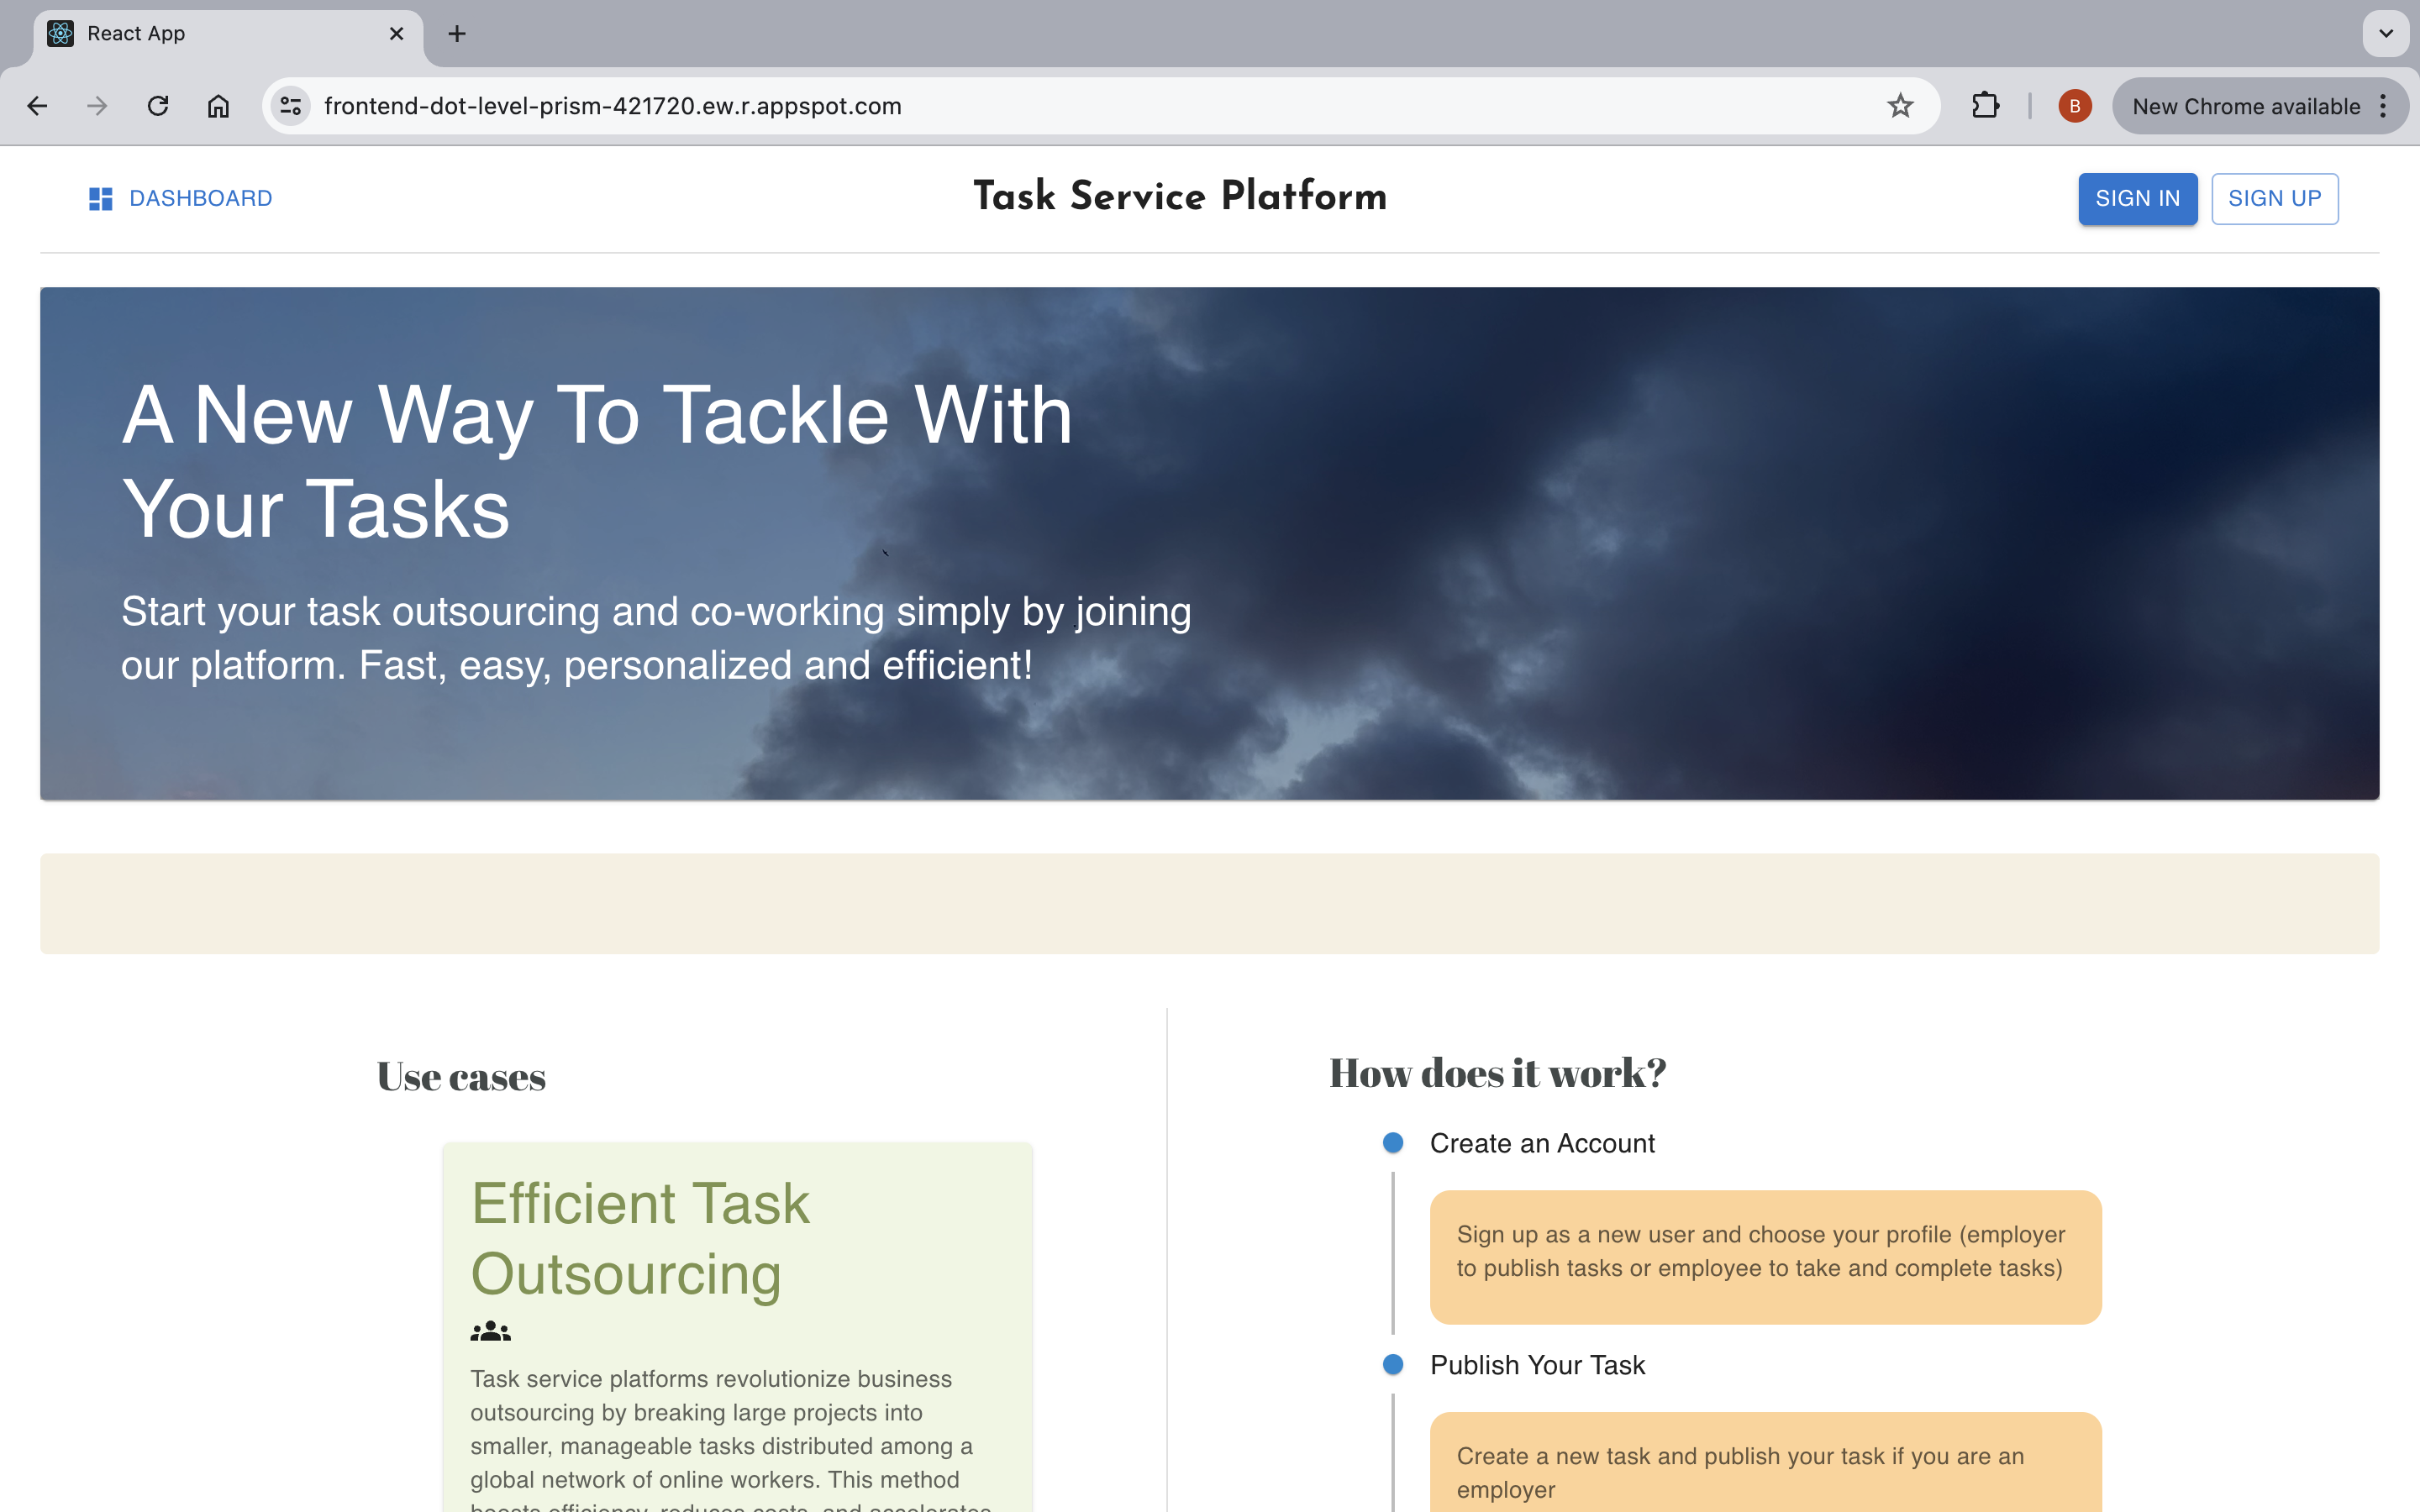 React App
frontend-dot-level-prism-421720.ew.r.appspot.com
B
New Chrome available
DASHBOARD
Task Service Platform
SIGN IN
SIGN UP
A New Way To Tackle With
Your Tasks
Start your task outsourcing and co-working simply by joining
our platform. Fast, easy, personalized and efficient!
Use cases
Efficient Task
Outsourcing
Task service platforms revolutionize business
outsourcing by breaking large projects into
smaller, manageable tasks distributed among a
global network of online workers. This method
boosts efficiency, reduces costs, and accelerates
How does it work?
Create an Account
Sign up as a new user and choose your profile (employer
to publish tasks or employee to take and complete tasks)
Publish Your Task
Create a new task and publish your task if you are an
employer